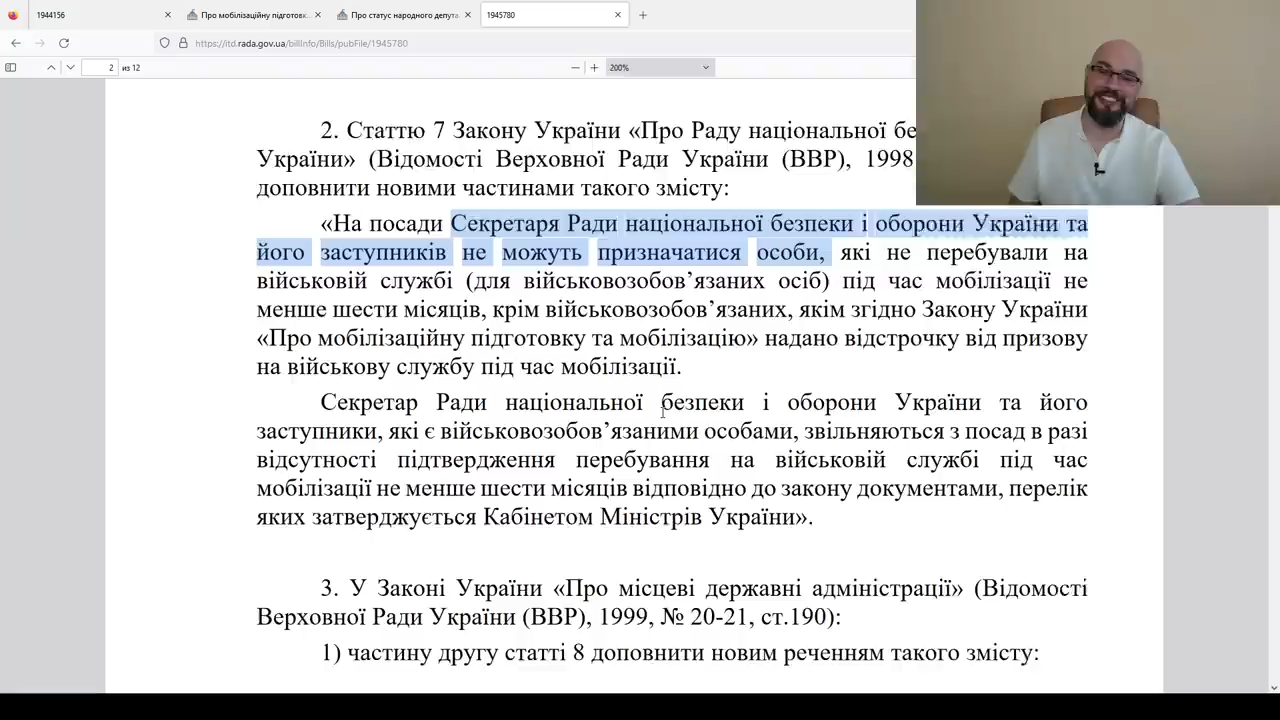 1944156
Про мобілізаційну підготовк
Про статус народного депута
1945780
https://itd.rada.gov.ua/billInfo/Bills/pubFile/1945780
2 из 12
200%
2. Статтю 7 Закону України «Про Раду національної бе
України» (Відомості Верховної Ради України (ВВР), 1998
доповнити новими частинами такого змісту:
«На посади Секретаря Ради національної безпеки і оборони України та
його заступників не можуть призначатися особи, які не перебували на
військовій службі (для військовозобов’язаних осіб) під час мобілізації не
менше шести місяців, крім військовозобов’язаних, яким згідно Закону України
«Про мобілізаційну підготовку та мобілізацію» надано відстрочку від призову
на військову службу під час мобілізації.
Секретар Ради національної безпеки і оборони України та його
заступники, які є військовозобов’язаними особами, звільняються з посад в разі
відсутності підтвердження перебування на військовій службі під час
мобілізації не менше шести місяців відповідно до закону документами, перелік
яких затверджується Кабінетом Міністрів України».
3. У Законі України «Про місцеві державні адміністрації» (Відомості
Верховної Ради України (ВВР), 1999, № 20-21, ст.190):
1) частину другу статті 8 доповнити новим реченням такого змісту: